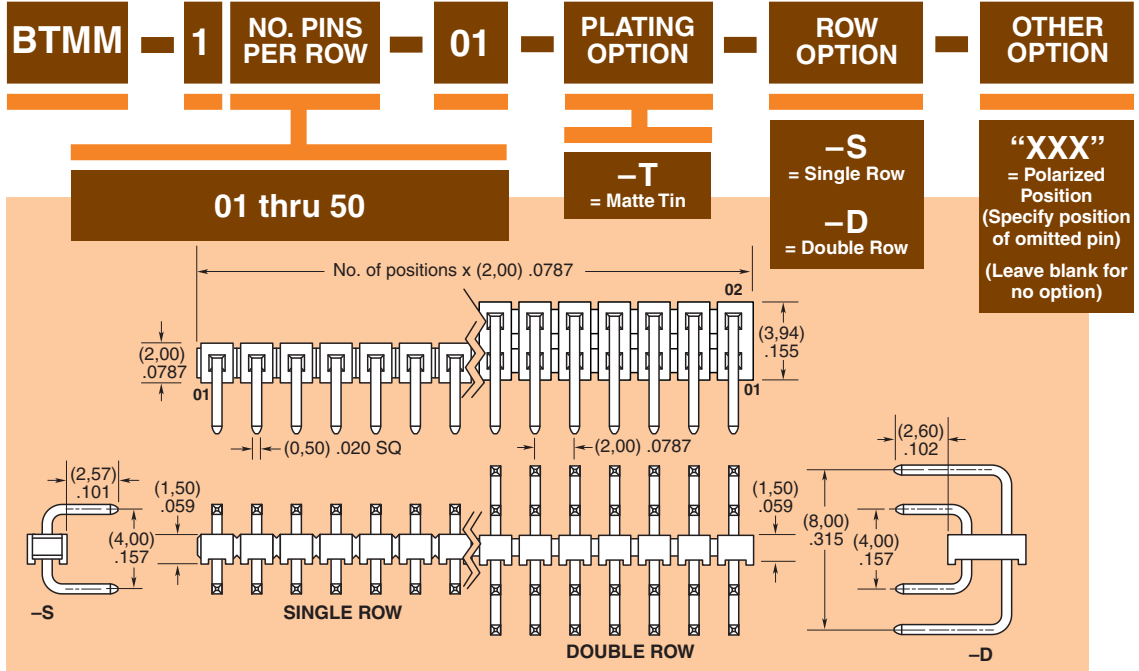 BTMM – 1 NO. PINS PER ROW – 01 – PLATING OPTION – ROW OPTION – OTHER OPTION
01 thru 50
–T
= Matte Tin
–S
= Single Row
–D
= Double Row
“XXX”
= Polarized
Position
(Specify position
of omitted pin)
(Leave blank for
no option)
No. of positions x (2,00) .0787
02
(2,00)
.0787
(3,94)
.155
01
01
(0,50) .020 SQ
(2,00) .0787
(2,60)
.102
(2,57)
.101
(1,50)
.059
(1,50)
.059
(4,00)
.157
(8,00)
.315
(4,00)
.157
–S
SINGLE ROW
DOUBLE ROW
–D